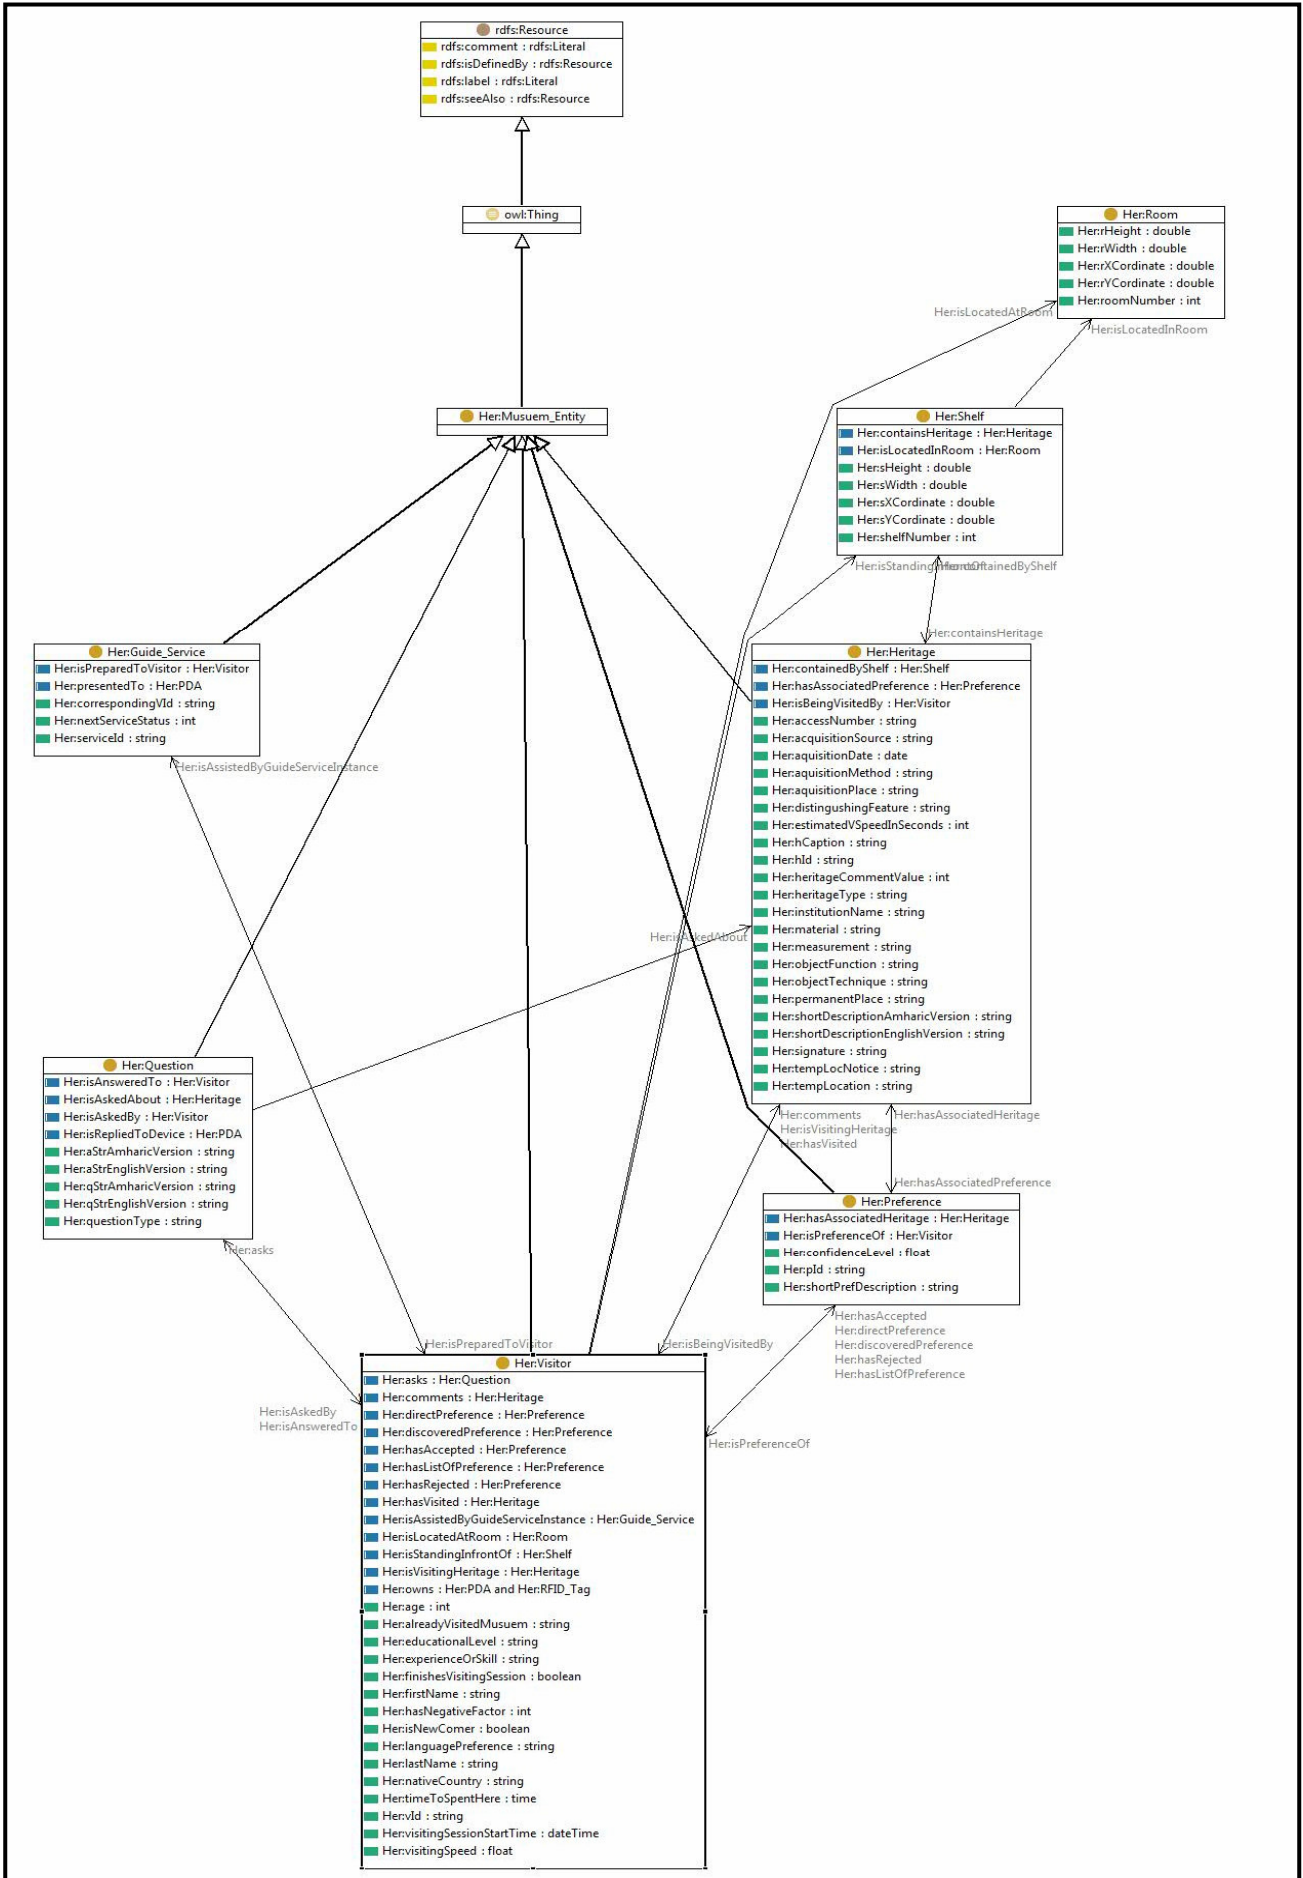 rdfs:Resource
rdfs:comment : rdfs:Literal
rdfs:isDefinedBy : rdfs:Resource
rdfs:label : rdfs:Literal
rdfs:seeAlso : rdfs:Resource
owl:Thing
Her:Room
Her:rHeight : double
Her:rWidth : double
Her:rXCordinate : double
Her:rYCordinate : double
Her:roomNumber : int
Her:isLocatedAtRoom
Her:isLocatedInRoom
Her:Musuem_Entity
Her:Shelf
Her:containsHeritage : Her:Heritage
Her:isLocatedInRoom : Her:Room
Her:sHeight : double
Her:sWidth : double
Her:sXCordinate : double
Her:sYCordinate : double
Her:shelfNumber : int
Her:isStandingInfrontOf
Her:containedByShelf
Her:containsHeritage
Her:Guide_Service
Her:isPreparedToVisitor : Her:Visitor
Her:presentedTo : Her:PDA
Her:correspondingVId : string
Her:nextServiceStatus : int
Her:serviceId : string
Her:isAssistedByGuideServiceInstance
Her:Heritage
Her:containedByShelf : Her:Shelf
Her:hasAssociatedPreference : Her:Preference
Her:isBeingVisitedBy : Her:Visitor
Her:accessNumber : string
Her:acquisitionSource : string
Her:aquisitionDate : date
Her:aquisitionMethod : string
Her:aquisitionPlace : string
Her:distingushingFeature : string
Her:estimatedVSpeedInSeconds : int
Her:hCaption : string
Her:hId : string
Her:heritageCommentValue : int
Her:heritageType : string
Her:institutionName : string
Her:material : string
Her:measurement : string
Her:objectFunction : string
Her:objectTechnique : string
Her:permanentPlace : string
Her:shortDescriptionAmharicVersion : string
Her:shortDescriptionEnglishVersion : string
Her:signature : string
Her:tempLocNotice : string
Her:tempLocation : string
Her:isAskedAbout
Her:Question
Her:isAnsweredTo : Her:Visitor
Her:isAskedAbout : Her:Heritage
Her:isAskedBy : Her:Visitor
Her:isRepliedToDevice : Her:PDA
Her:aStrAmharicVersion : string
Her:aStrEnglishVersion : string
Her:qStrAmharicVersion : string
Her:qStrEnglishVersion : string
Her:questionType : string
Her:asks
Her:comments
Her:isVisitingHeritage
Her:hasVisited
Her:hasAssociatedHeritage
Her:hasAssociatedPreference
Her:Preference
Her:hasAssociatedHeritage : Her:Heritage
Her:isPreferenceOf : Her:Visitor
Her:confidenceLevel : float
Her:pId : string
Her:shortPrefDescription : string
Her:hasAccepted
Her:directPreference
Her:discoveredPreference
Her:hasRejected
Her:hasListOfPreference
Her:isPreparedToVisitor
Her:isBeingVisitedBy
Her:isAskedBy
Her:isAnsweredTo
Her:isPreferenceOf
Her:Visitor
Her:asks : Her:Question
Her:comments : Her:Heritage
Her:directPreference : Her:Preference
Her:discoveredPreference : Her:Preference
Her:hasAccepted : Her:Preference
Her:hasListOfPreference : Her:Preference
Her:hasRejected : Her:Preference
Her:hasVisited : Her:Heritage
Her:isAssistedByGuideServiceInstance : Her:Guide_Service
Her:isLocatedAtRoom : Her:Room
Her:isStandingInfrontOf : Her:Shelf
Her:isVisitingHeritage : Her:Heritage
Her:owns : Her:PDA and Her:RFID_Tag
Her:age : int
Her:alreadyVisitedMusuem : string
Her:educationalLevel : string
Her:experienceOrSkill : string
Her:finishesVisitingSession : boolean
Her:firstName : string
Her:hasNegativeFactor : int
Her:isNewComer : boolean
Her:languagePreference : string
Her:lastName : string
Her:nativeCountry : string
Her:timeToSpentHere : time
Her:vId : string
Her:visitingSessionStartTime : dateTime
Her:visitingSpeed : float